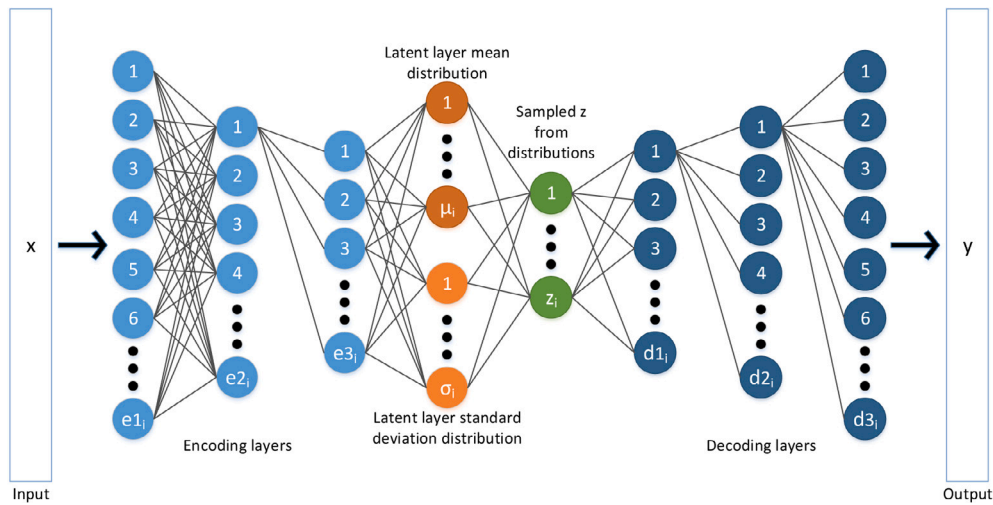 x
Input
1
2
3
4
5
6
e1i
1
2
3
4
e2i
Encoding layers
1
2
3
e3i
Latent layer mean
distribution
1
μi
1
σi
Latent layer standard
deviation distribution
Sampled z
from
distributions
1
zi
1
2
3
d1i
1
2
3
4
d2i
Decoding layers
1
2
3
4
5
6
d3i
y
Output